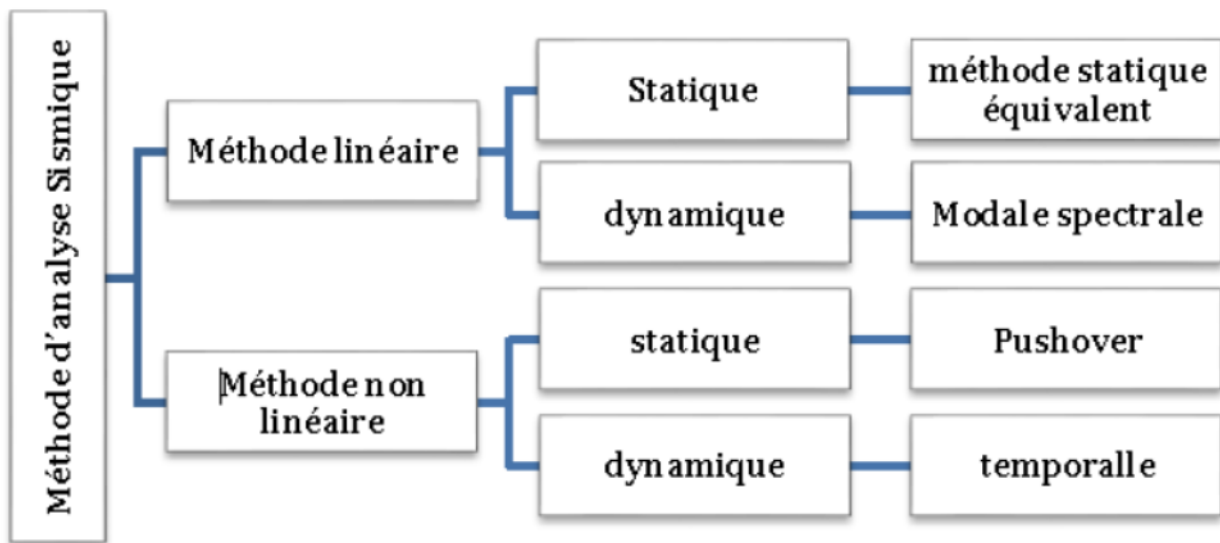 Méthode d'analyse Sismique
Méthode linéaire
Statique
méthode statique
équivalent
dynamique
Modale spectrale
Méthode non
linéaire
statique
Pushover
dynamique
temporalle